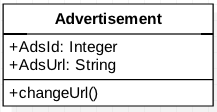 Advertisement
+AdsId: Integer
+AdsUrl: String
+changeUrl()